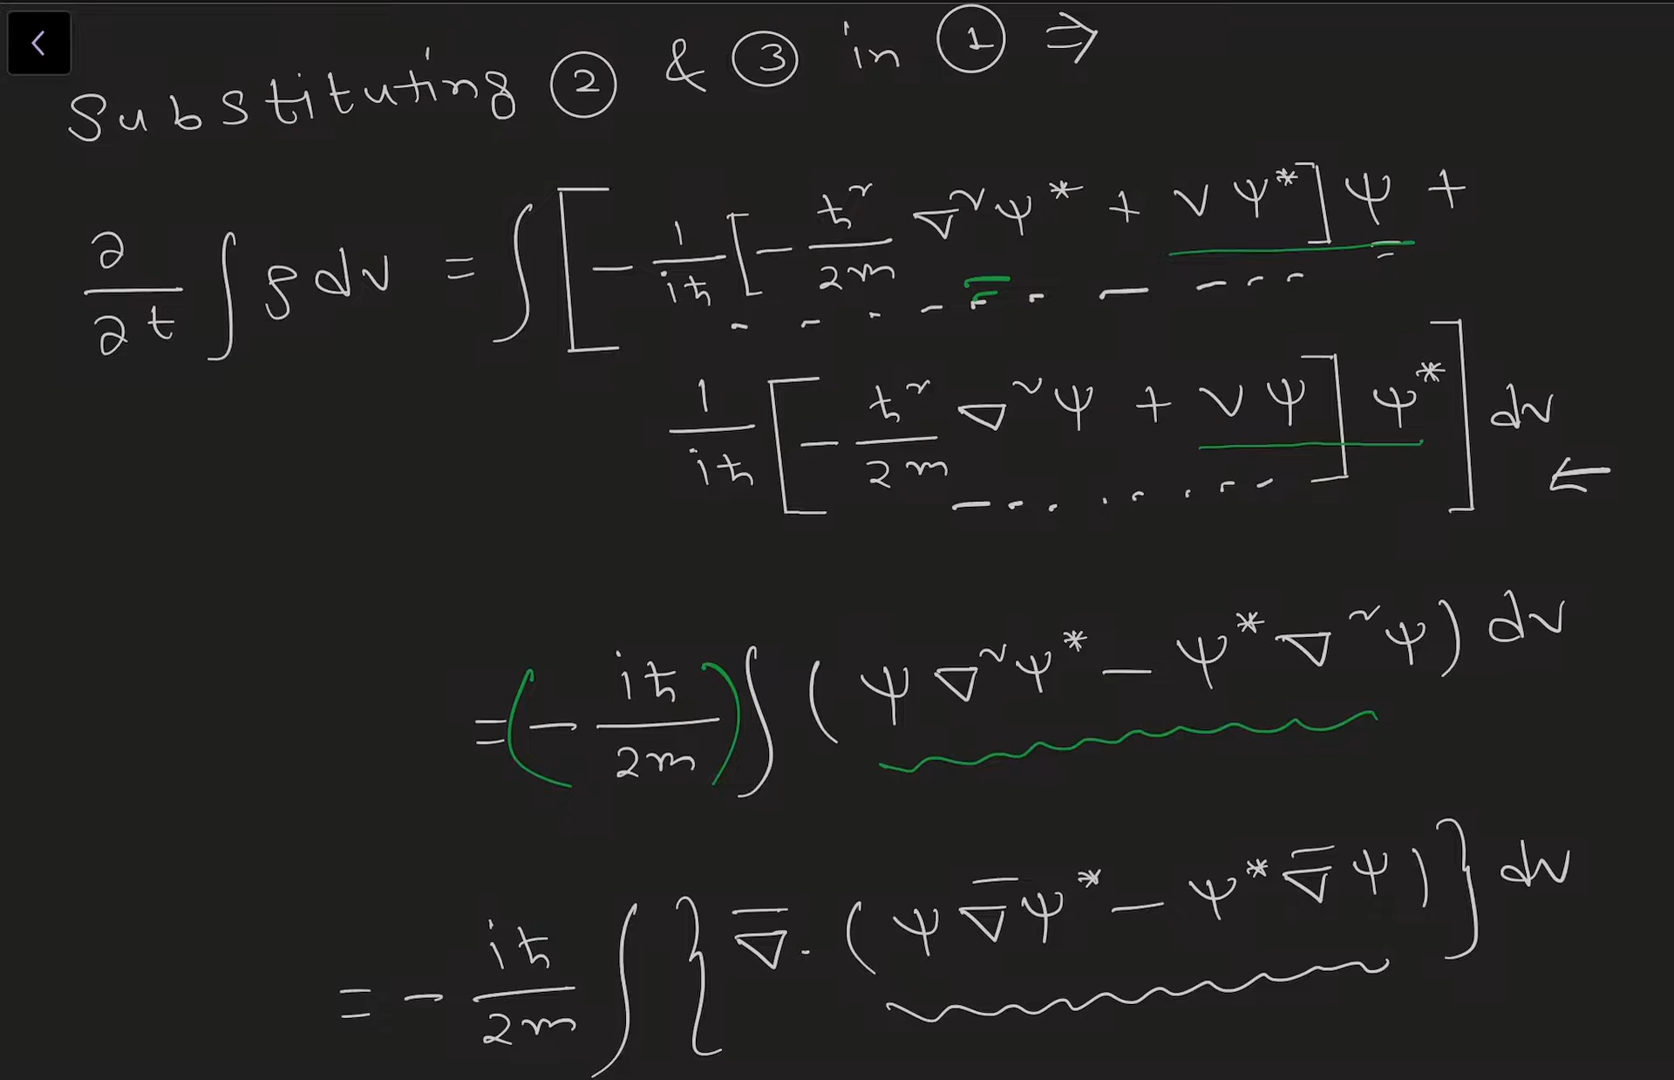 Substituting ② & ③ in ① ⇒
∂/∂t ∫ ρ dv = ∫ [ - 1/iħ [ - ħ²/2m ∇²ψ* + vψ* ] ψ +
1/iħ [ - ħ²/2m ∇²ψ + vψ ] ψ* ] dv ←
= ( - iħ/2m ) ∫ ( ψ ∇²ψ* - ψ* ∇²ψ ) dv
= - iħ/2m ∫ { ∇̅ . ( ψ ∇̅ψ* - ψ* ∇̅ψ ) } dv